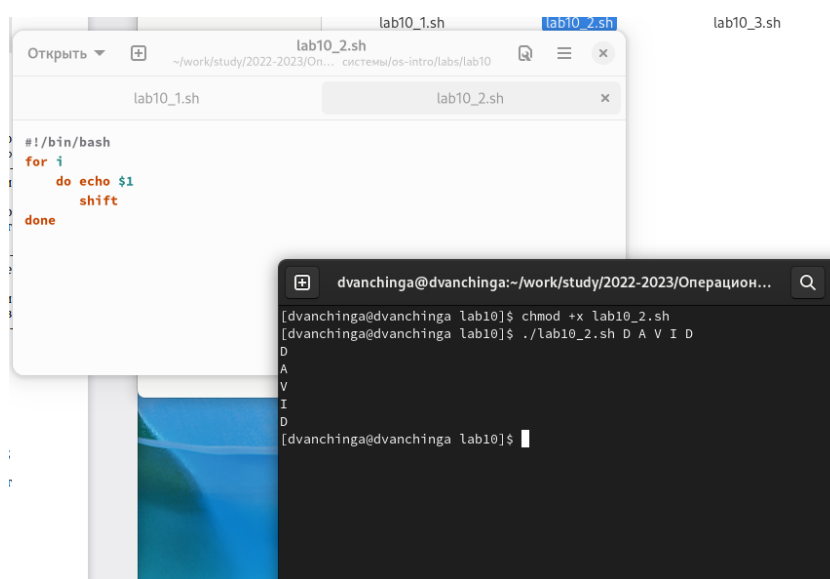 lab10_1.sh lab10_2.sh lab10_3.sh
Открыть lab10_2.sh
~/work/study/2022-2023/Оп... системы/os-intro/labs/lab10
lab10_1.sh lab10_2.sh
#!/bin/bash
for i
do echo $1
shift
done
dvanchinga@dvanchinga:~/work/study/2022-2023/Операцион...
[dvanchinga@dvanchinga lab10]$ chmod +x lab10_2.sh
[dvanchinga@dvanchinga lab10]$ ./lab10_2.sh D A V I D
D
A
V
I
D
[dvanchinga@dvanchinga lab10]$